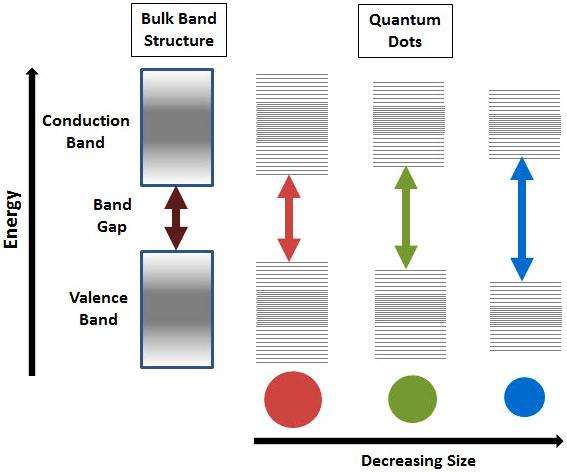 Bulk Band
Structure
Quantum
Dots
Conduction
Band
Band
Gap
Energy
Valence
Band
Decreasing Size